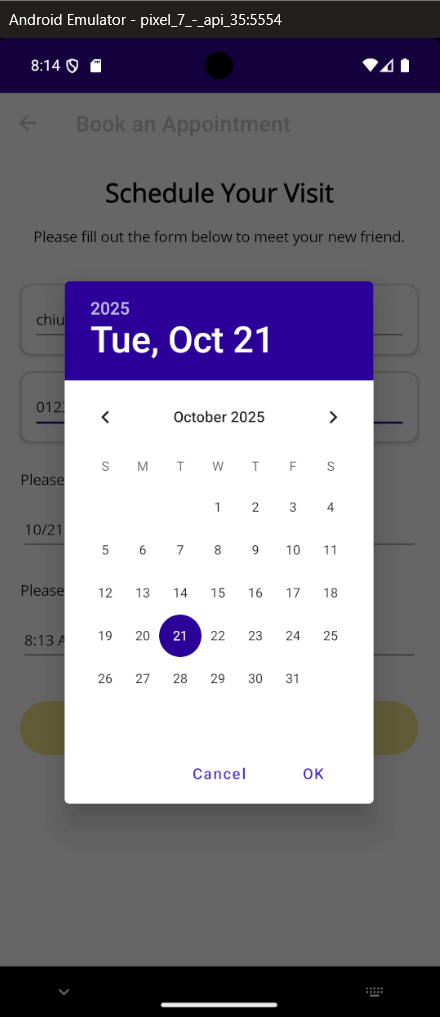 Android Emulator - pixel_7_-_api_35:5554
8:14
Book an Appointment
Schedule Your Visit
Please fill out the form below to meet your new friend.
chiu
2025
Tue, Oct 21
012
October 2025
S M T W T F S
1 2 3 4
5 6 7 8 9 10 11
12 13 14 15 16 17 18
19 20 21 22 23 24 25
26 27 28 29 30 31
Please
10/21
Please
8:13 A
Cancel OK